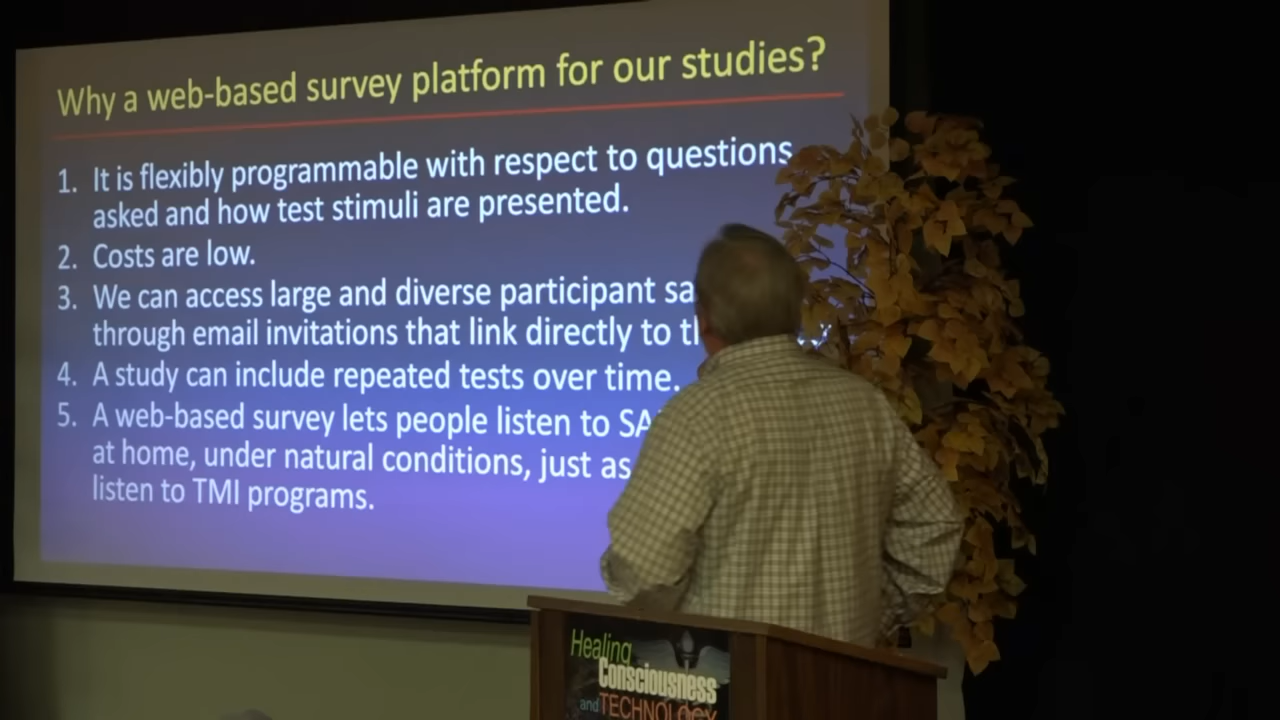 Why a web-based survey platform for our studies?
1. It is flexibly programmable with respect to questions
asked and how test stimuli are presented.
2. Costs are low.
3. We can access large and diverse participant
through email invitations that link directly to
4. A study can include repeated tests over time.
5. A web-based survey lets people listen to
at home, under natural conditions, just as
listen to TMI programs.
Healing
Consciousness
and TECHNOLOGY